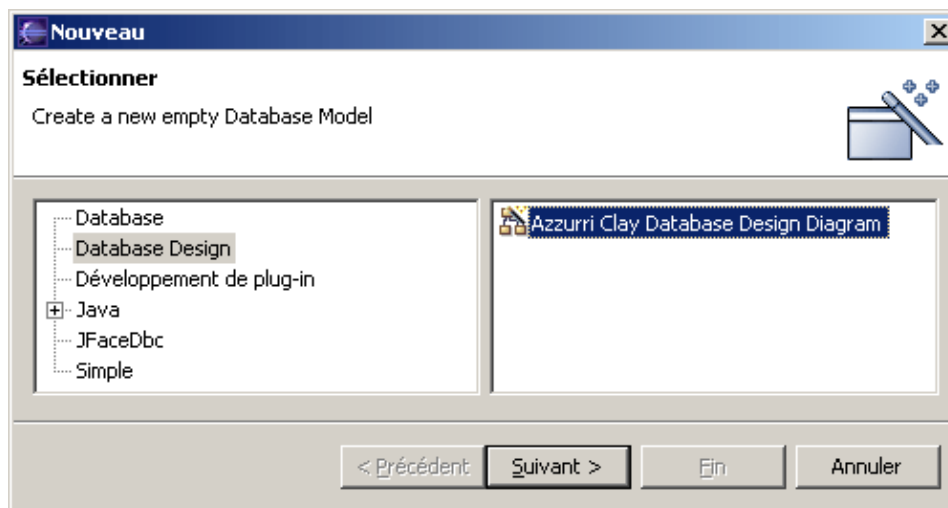 Nouveau
Sélectionner
Create a new empty Database Model
Database
Database Design
Développement de plug-in
Java
JFaceDbc
Simple
Azzurri Clay Database Design Diagram
< Précédent
Suivant >
Fin
Annuler